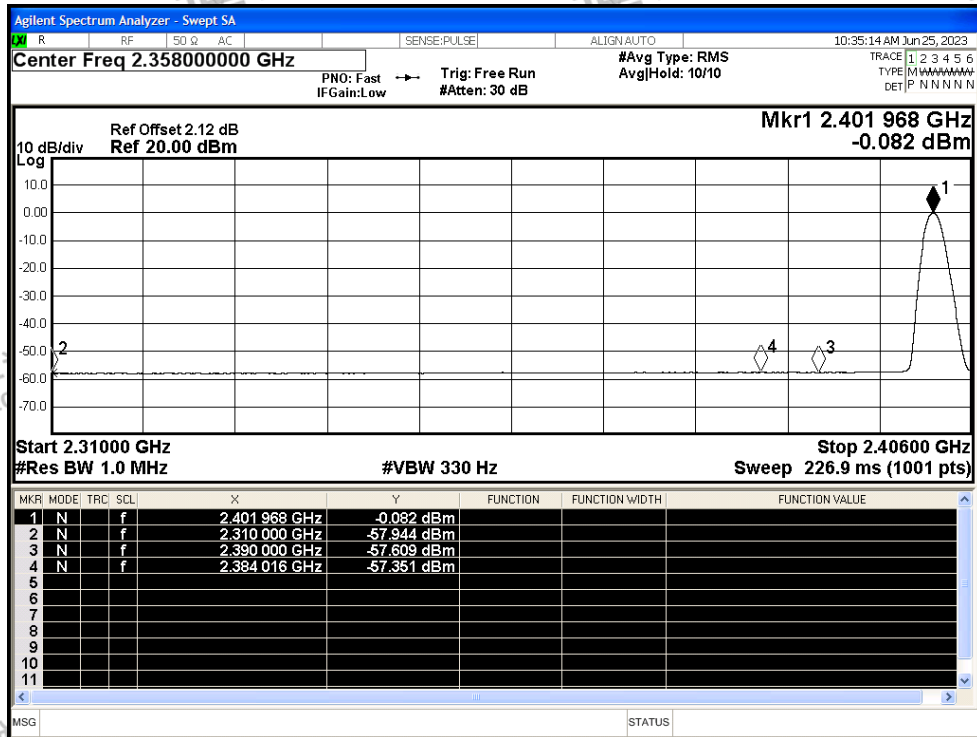 Agilent Spectrum Analyzer - Swept SA
LXI R RF 50 Ω AC SENSE:PULSE ALIGN AUTO 10:35:14 AM Jun 25, 2023
Center Freq 2.358000000 GHz
PNO: Fast
IFGain:Low
Trig: Free Run
#Atten: 30 dB
#Avg Type: RMS
Avg|Hold: 10/10
TRACE 1 2 3 4 5 6
TYPE M
DET P N N N N N
Ref Offset 2.12 dB
10 dB/div Ref 20.00 dBm
Log
Mkr1 2.401 968 GHz
-0.082 dBm
10.0
0.00
-10.0
-20.0
-30.0
-40.0
-50.0
-60.0
-70.0
1
2
4
3
Start 2.31000 GHz Stop 2.40600 GHz
#Res BW 1.0 MHz #VBW 330 Hz Sweep 226.9 ms (1001 pts)
MKR MODE TRC SCL X Y FUNCTION FUNCTION WIDTH FUNCTION VALUE
1 N f 2.401 968 GHz -0.082 dBm
2 N f 2.310 000 GHz -57.944 dBm
3 N f 2.390 000 GHz -57.609 dBm
4 N f 2.384 016 GHz -57.351 dBm
5
6
7
8
9
10
11
MSG STATUS